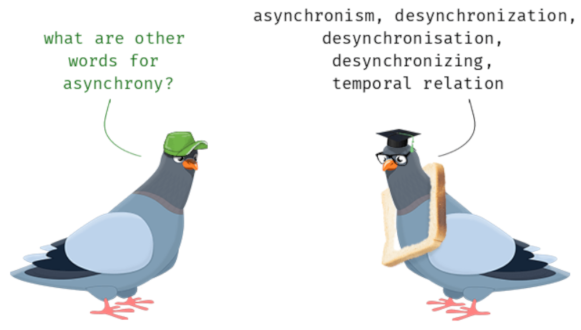 what are other
words for
asynchrony?
asynchronism, desynchronization,
desynchronisation,
desynchronizing,
temporal relation